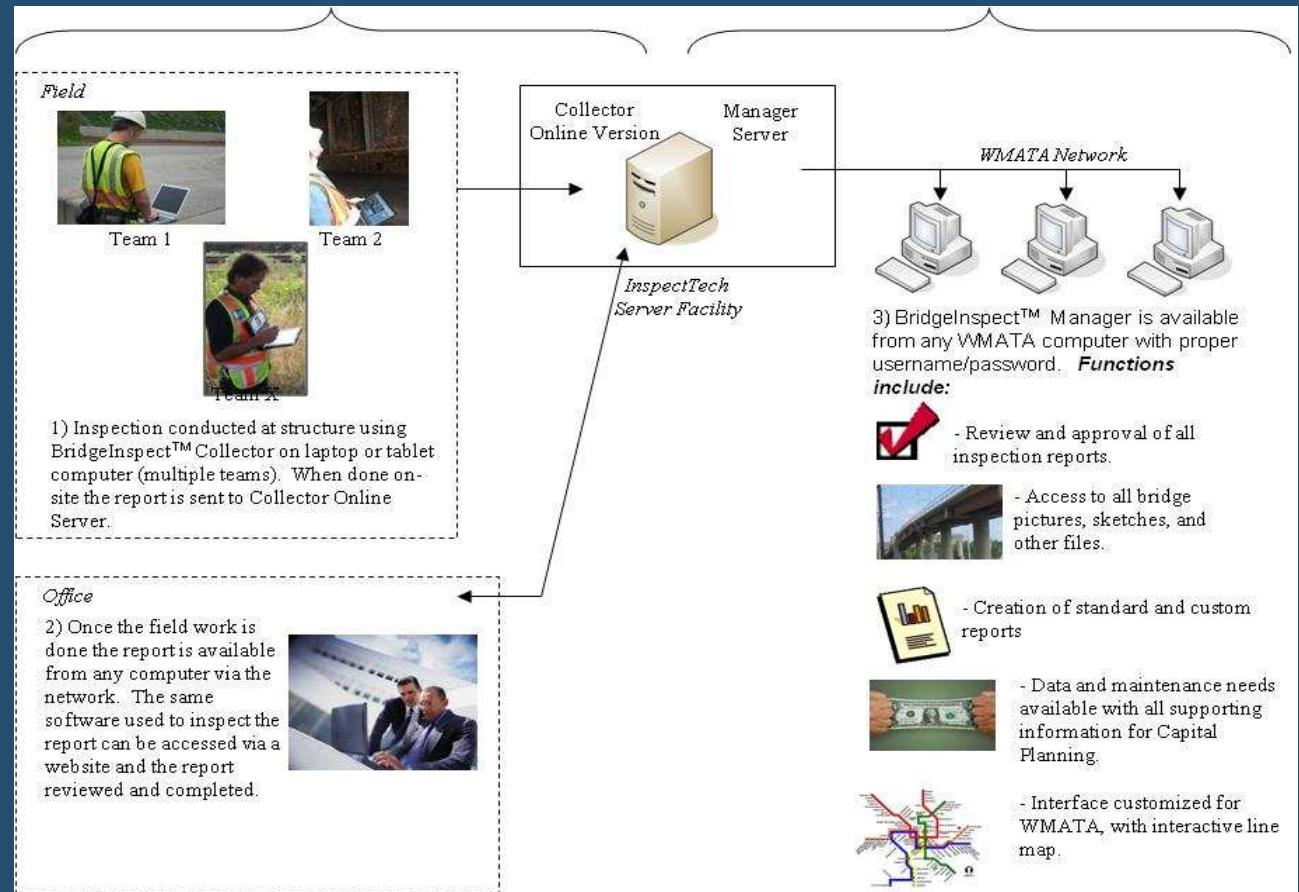 Field
Team 1
Team 2
Team X
1) Inspection conducted at structure using
BridgeInspect™ Collector on laptop or tablet
computer (multiple teams). When done on-
site the report is sent to Collector Online
Server.
Office
2) Once the field work is
done the report is available
from any computer via the
network. The same
software used to inspect the
report can be accessed via a
website and the report
reviewed and completed.
Collector
Online Version
Manager
Server
InspectTech
Server Facility
WMATA Network
3) BridgeInspect™ Manager is available
from any WMATA computer with proper
username/password. Functions
include:
- Review and approval of all
inspection reports.
- Access to all bridge
pictures, sketches, and
other files.
- Creation of standard and custom
reports
- Data and maintenance needs
available with all supporting
information for Capital
Planning.
- Interface customized for
WMATA, with interactive line
map.